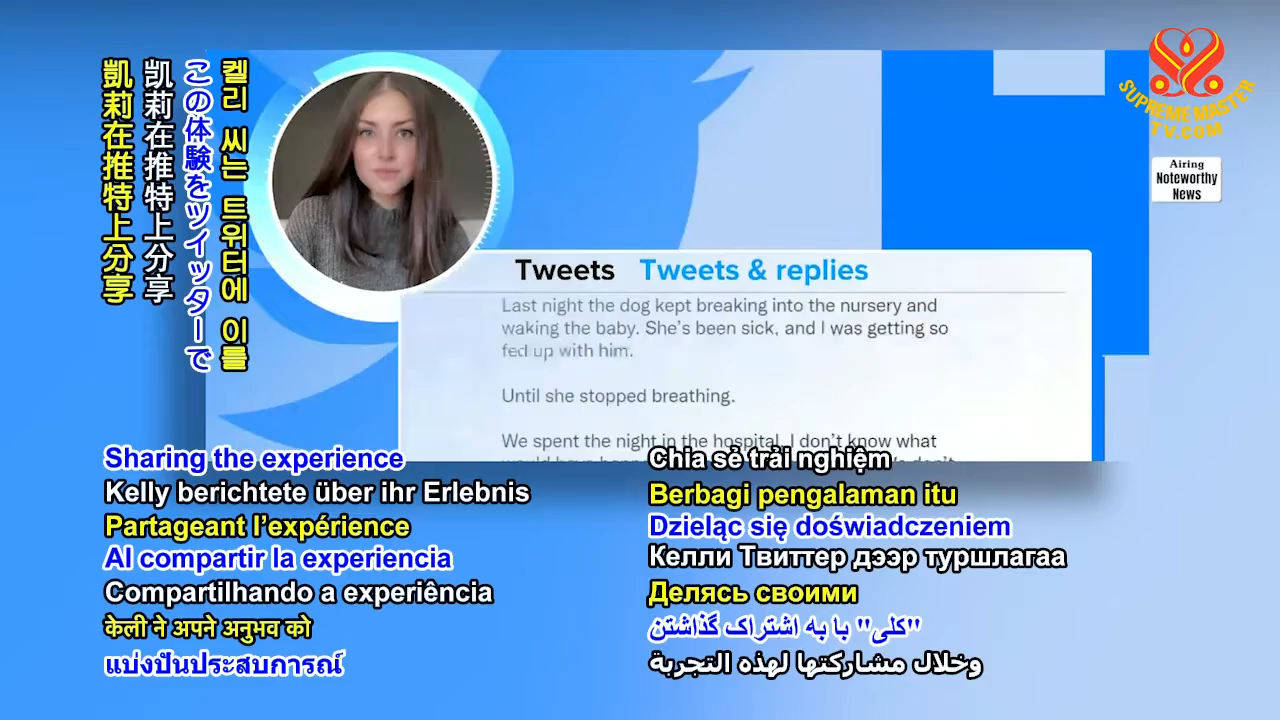 凱莉在推特上分享
凯莉在推特上分享
この体験をツイッターで
켈리 씨는 트위터에 이를
SUPREME MASTER
TV.COM
Airing
Noteworthy
News
Tweets Tweets & replies
Last night the dog kept breaking into the nursery and
waking the baby. She's been sick, and I was getting so
fed up with him.
Until she stopped breathing.
We spent the night in the hospital. I don't know what
Sharing the experience
Kelly berichtete über ihr Erlebnis
Partageant l'expérience
Al compartir la experiencia
Compartilhando a experiência
केली ने अपने अनुभव को
แบ่งปันประสบการณ์
Chia sẻ trải nghiệm
Berbagi pengalaman itu
Dzieląc się doświadczeniem
Келли Твиттер дээр туршлагаа
Делясь своими
"کلی" با به اشتراک گذاشتن
وخلال مشاركتها لهذه التجربة